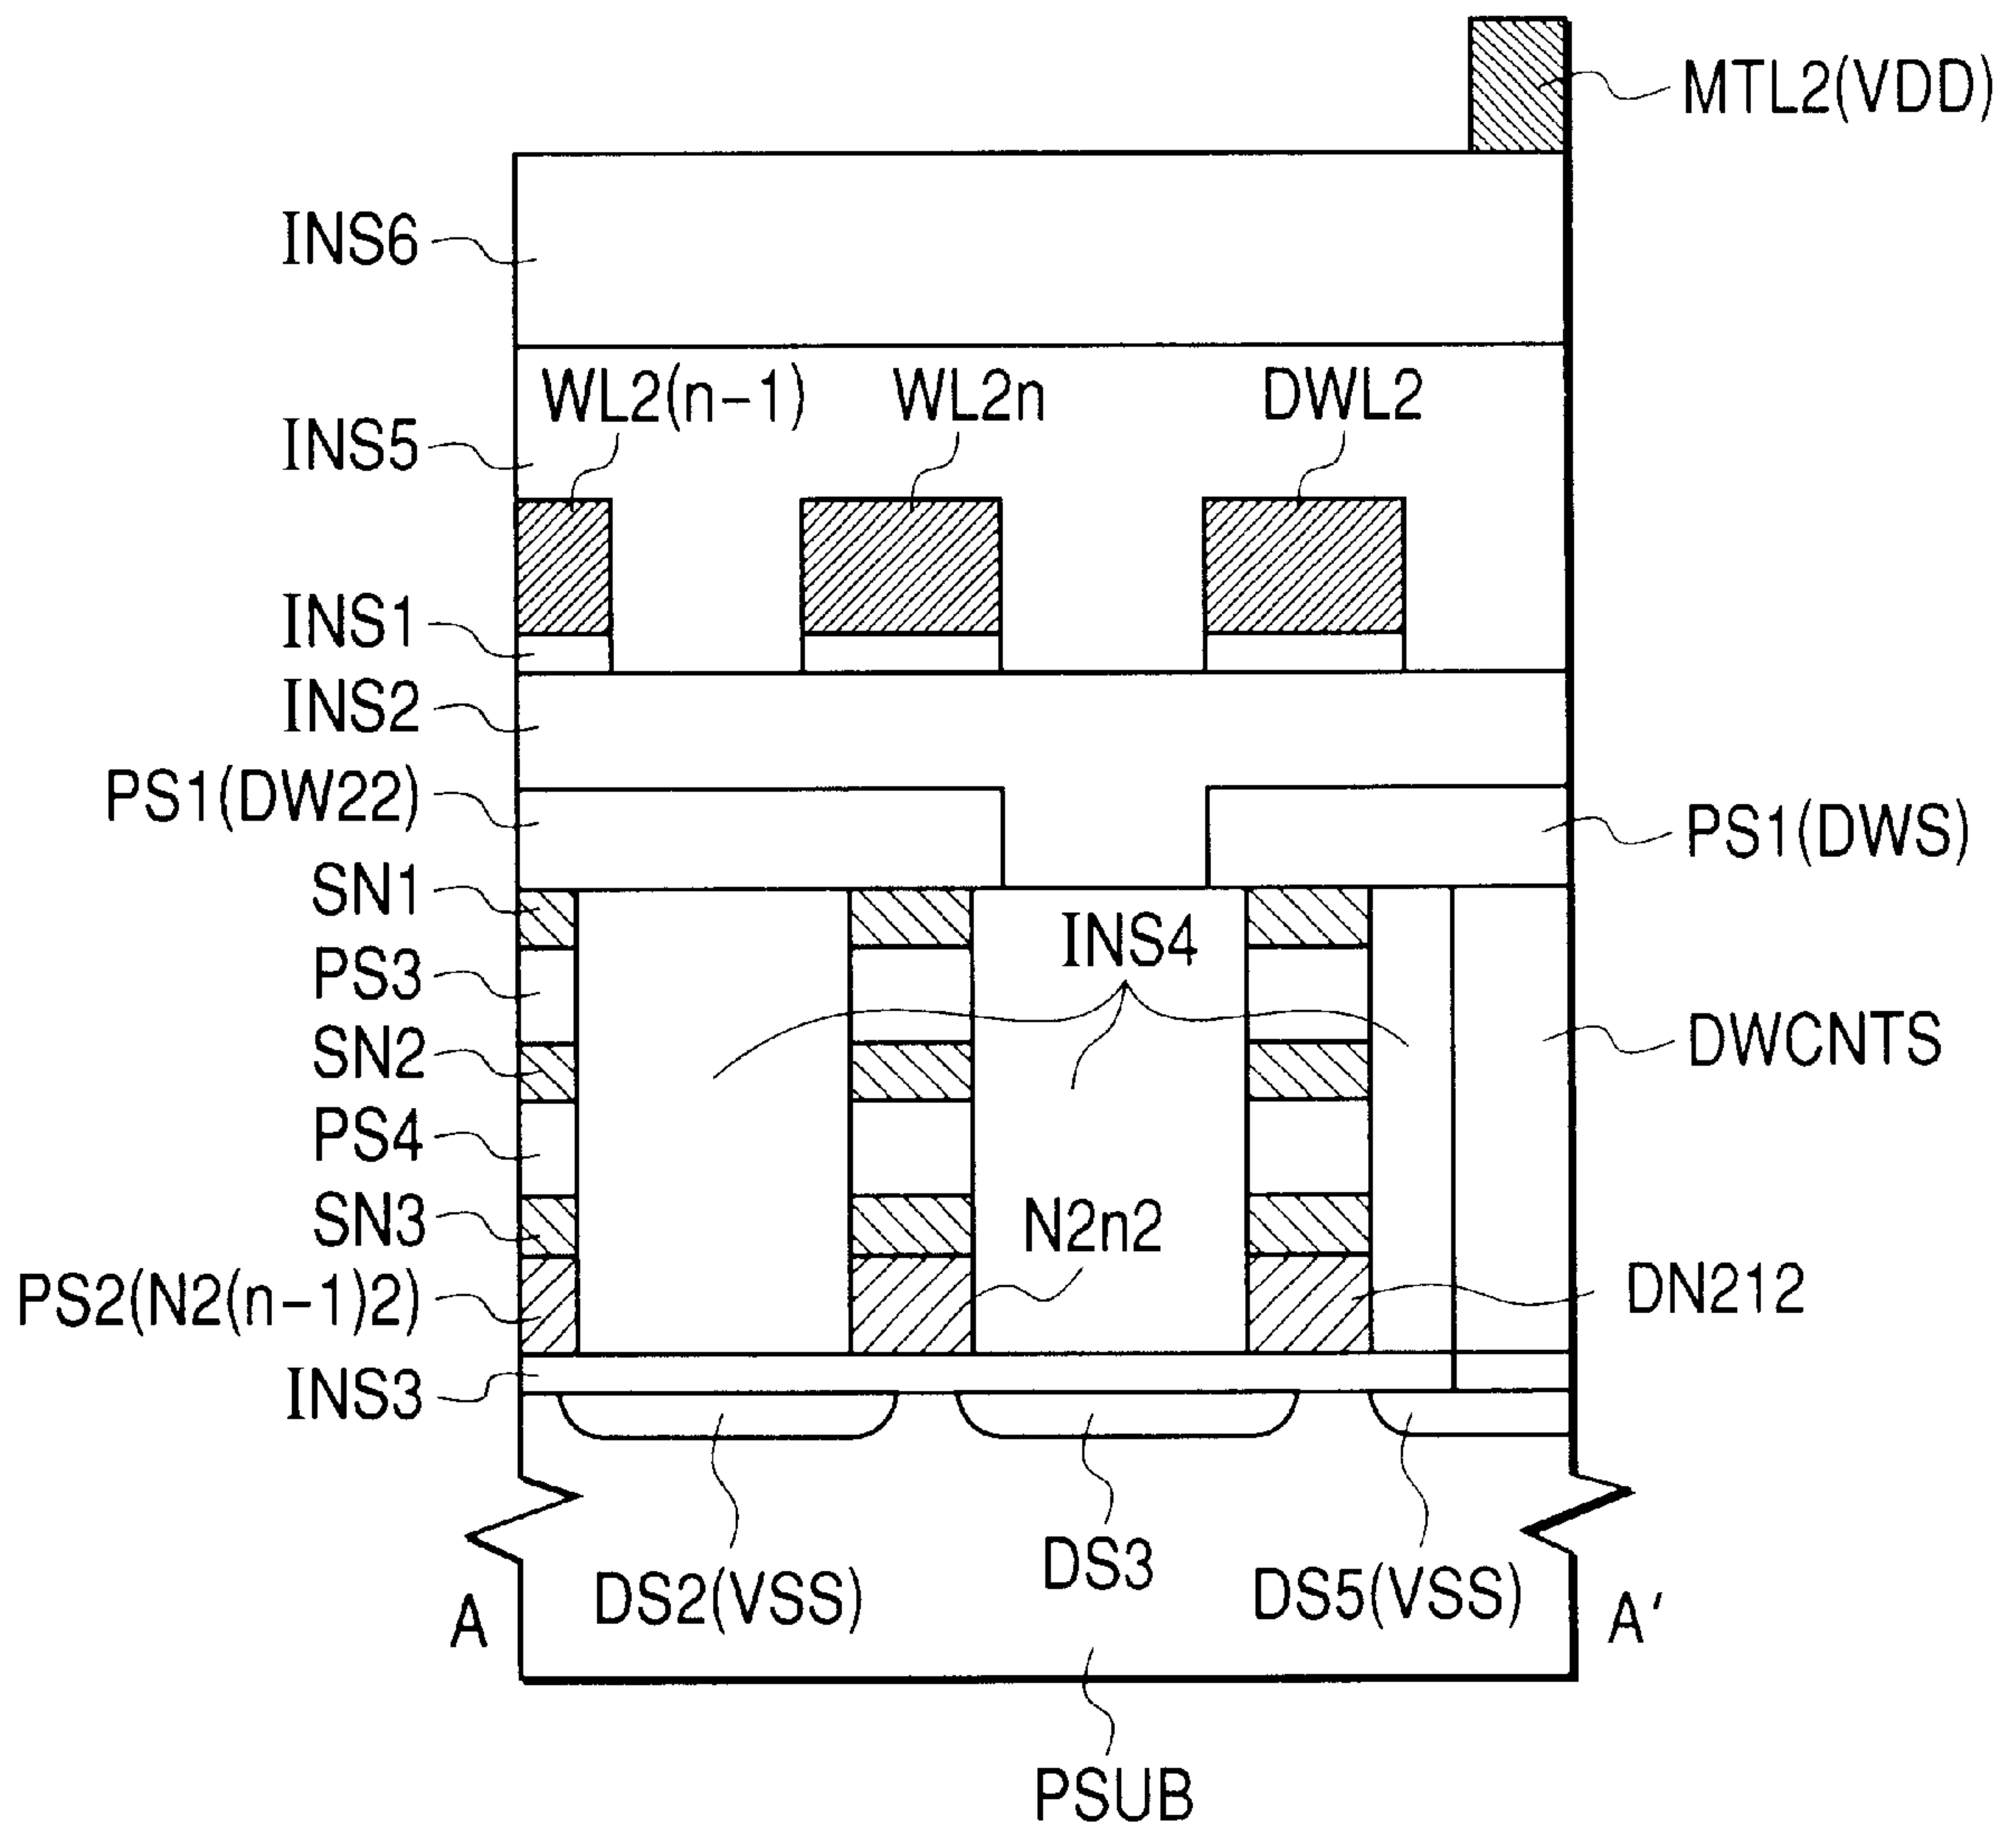 MTL2(VDD)
INS6
WL2(n-1)
WL2n
DWL2
INS5
INS1
INS2
PS1(DW22)
PS1(DWS)
SN1
INS4
PS3
SN2
DWCNTS
PS4
SN3
N2n2
PS2(N2(n-1)2)
DN212
INS3
DS2(VSS)
DS3
DS5(VSS)
A
A'
PSUB